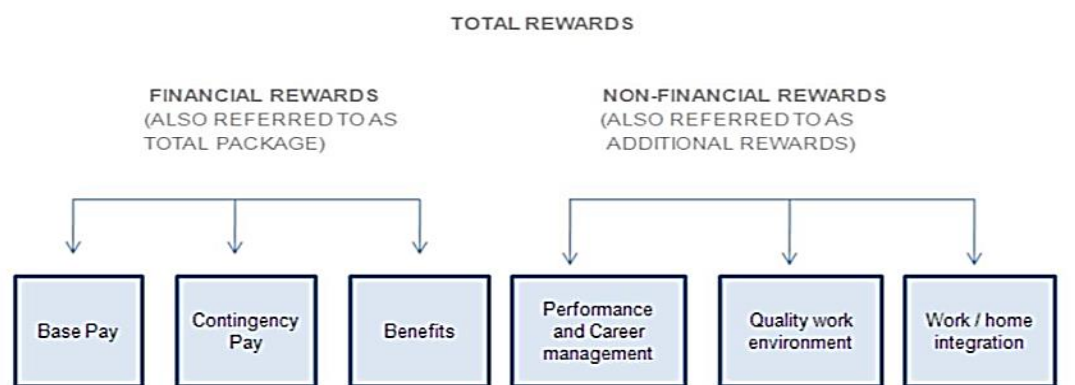 TOTAL REWARDS
FINANCIAL REWARDS
(ALSO REFERRED TO AS
TOTAL PACKAGE)
NON-FINANCIAL REWARDS
(ALSO REFERRED TO AS
ADDITIONAL REWARDS)
Base Pay
Contingency
Pay
Benefits
Performance
and Career
management
Quality work
environment
Work / home
integration